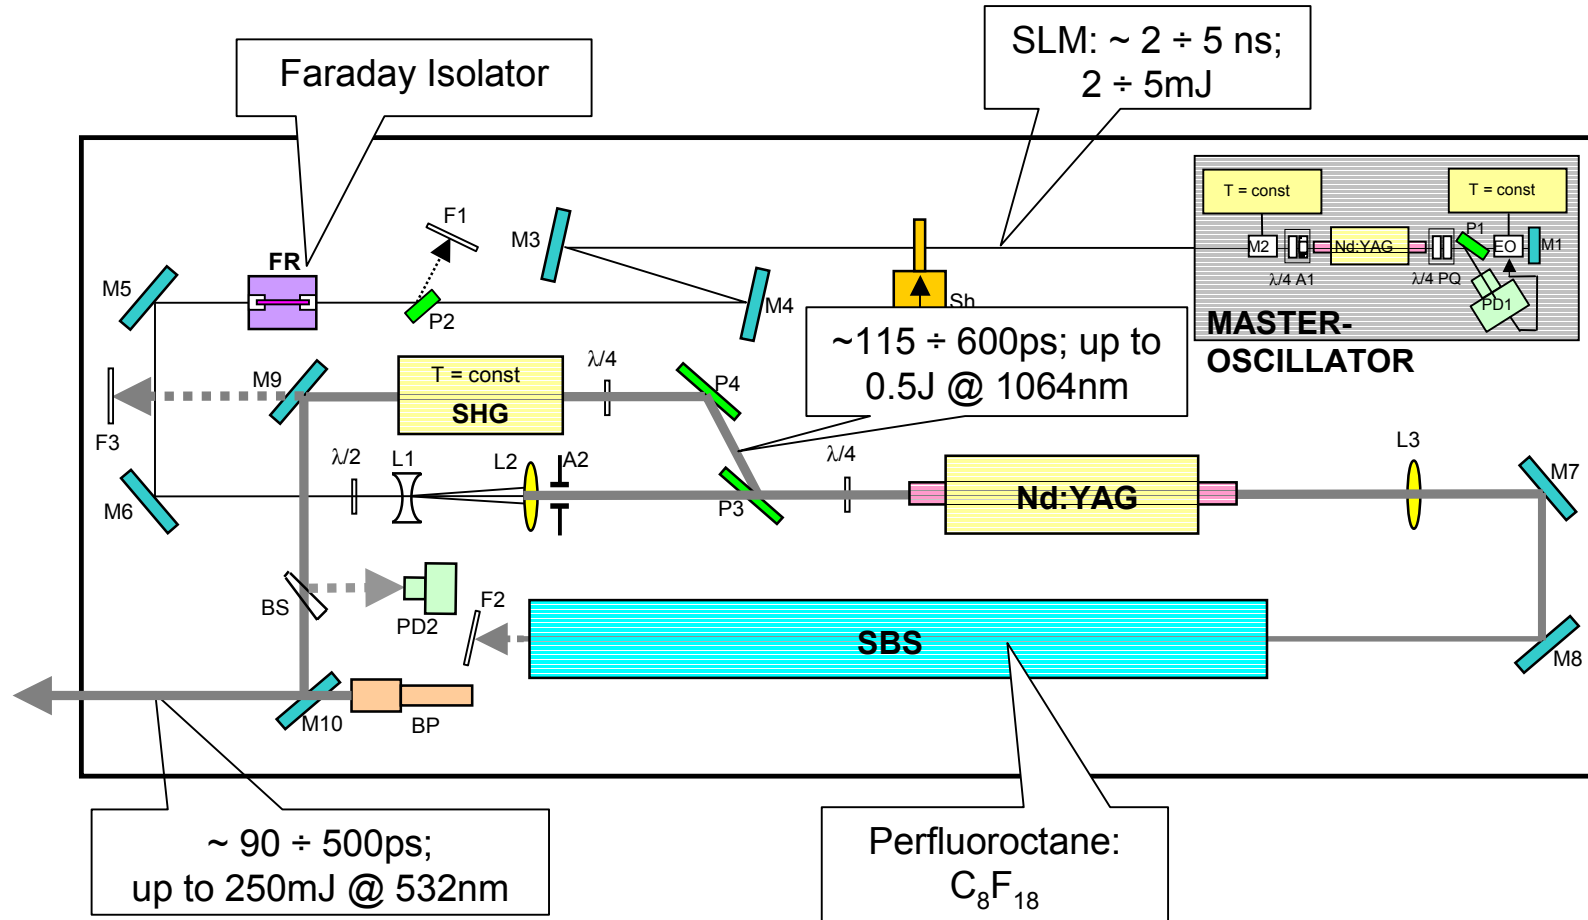 SLM: ~ 2 ÷ 5 ns;
2 ÷ 5mJ
Faraday Isolator
T = const
T = const
F1
M3
P1
M2
Nd:YAG
EO
M1
FR
λ/4 A1
λ/4 PQ
M5
M4
Sh
PD1
P2
MASTER-
OSCILLATOR
~115 ÷ 600ps; up to
0.5J @ 1064nm
M9
T = const
SHG
λ/4
P4
F3
λ/2
L1
L2
A2
λ/4
L3
M7
M6
P3
Nd:YAG
BS
PD2
F2
SBS
M8
M10
BP
~ 90 ÷ 500ps;
up to 250mJ @ 532nm
Perfluoroctane:
C₈F₁₈